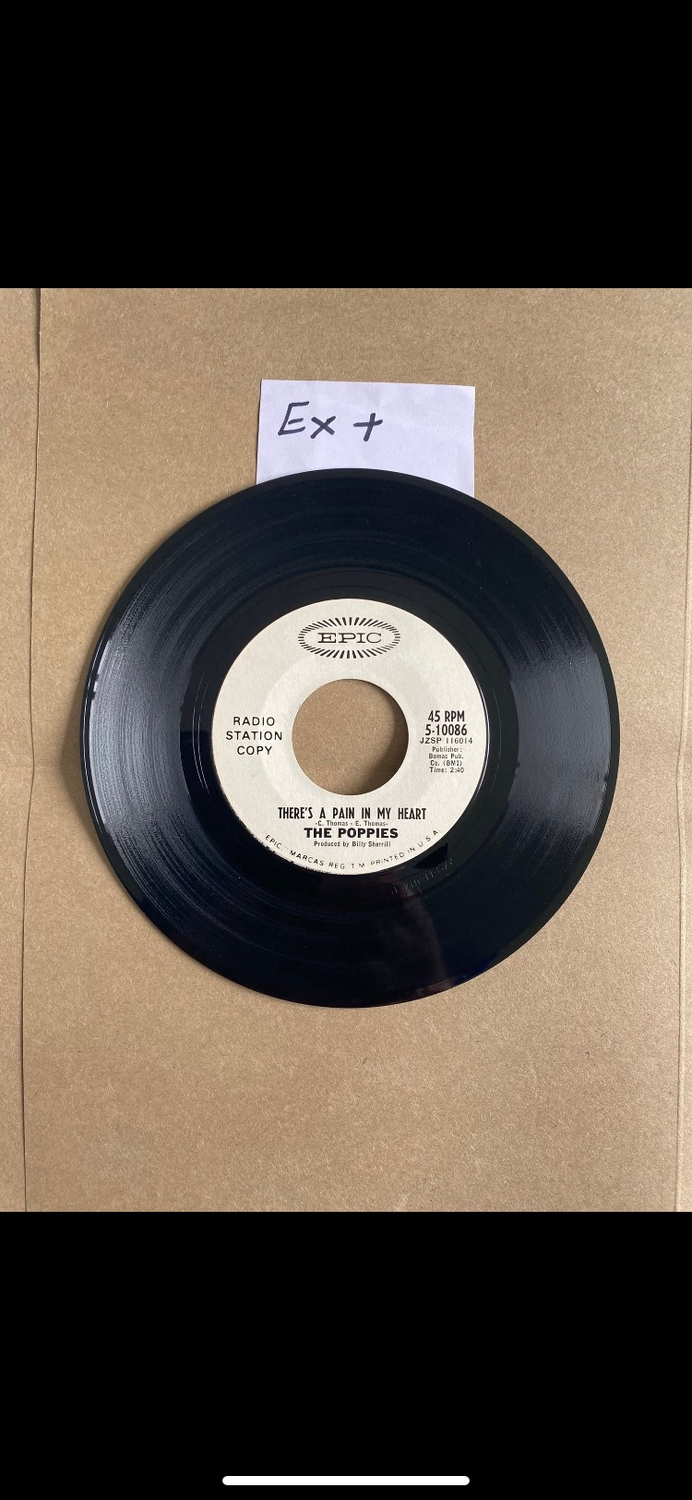 Ex +
EPIC
RADIO
STATION
COPY
45 RPM
5-10086
JZSP 116014
Publisher:
Bomac Pub.
Co. (BMI)
Time: 2:40
THERE'S A PAIN IN MY HEART
-C. Thomas - E. Thomas-
THE POPPIES
Produced by Billy Sherrill
EPIC MARCAS REG. T M PRINTED IN U.S.A.